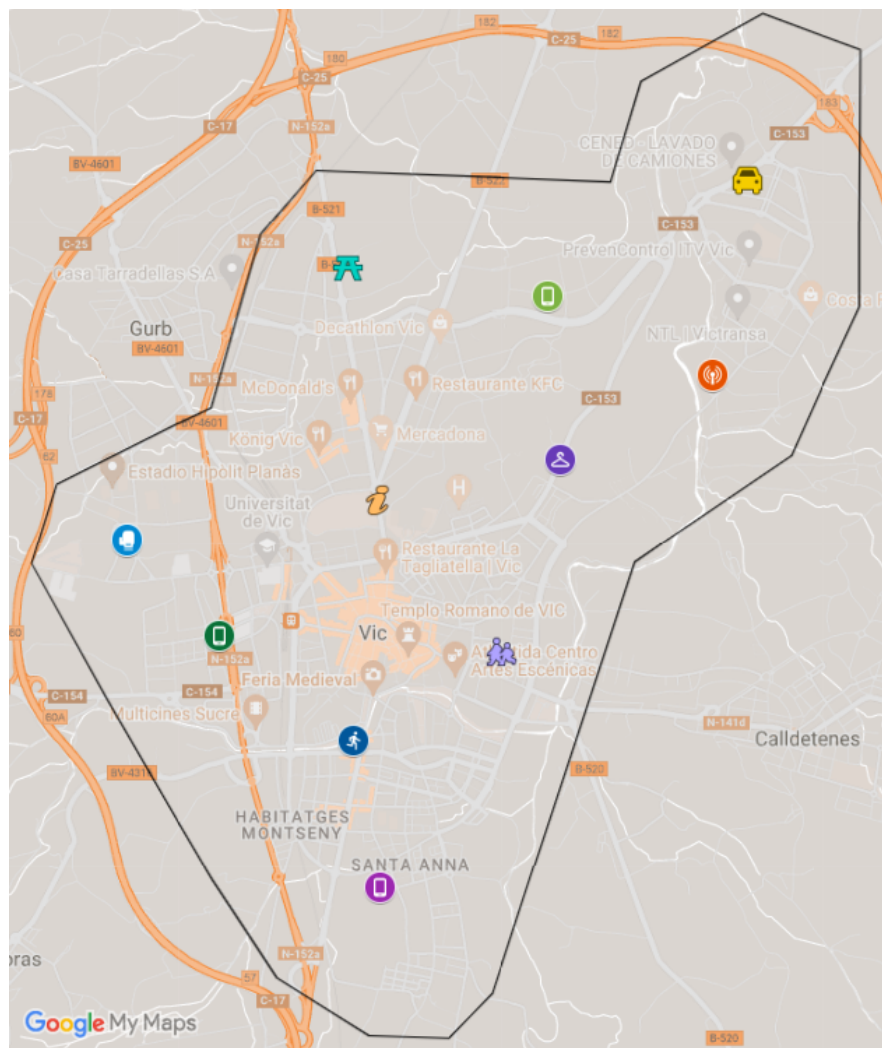 182
C-25
182
180
C-25
C-17
N-152a
183
C-153
BV-4601
CENED - LAVADO
DE CAMIONES
B-522
B-521
C-153
C-25
N-152a
PrevenControl ITV Vic
Casa Tarradellas S.A
Decathlon Vic
NTL | Victransa
Gurb
BV-4601
N-152a
McDonald's
Restaurante KFC
178
C-153
C-17
BV-4601
König Vic
Mercadona
62
Estadio Hipòlit Planàs
H
Universitat
de Vic
Restaurante La
Tagliatella | Vic
Templo Romano de VIC
60
Vic
N-152a
Artes Escénicas
Feria Medieval
C-154
C-154
60A
Multicines Sucre
N-141d
Calldetenes
B-520
BV-4316
HABITATGES
MONTSENY
SANTA ANNA
N-152a
57
C-17
Google My Maps
B-520